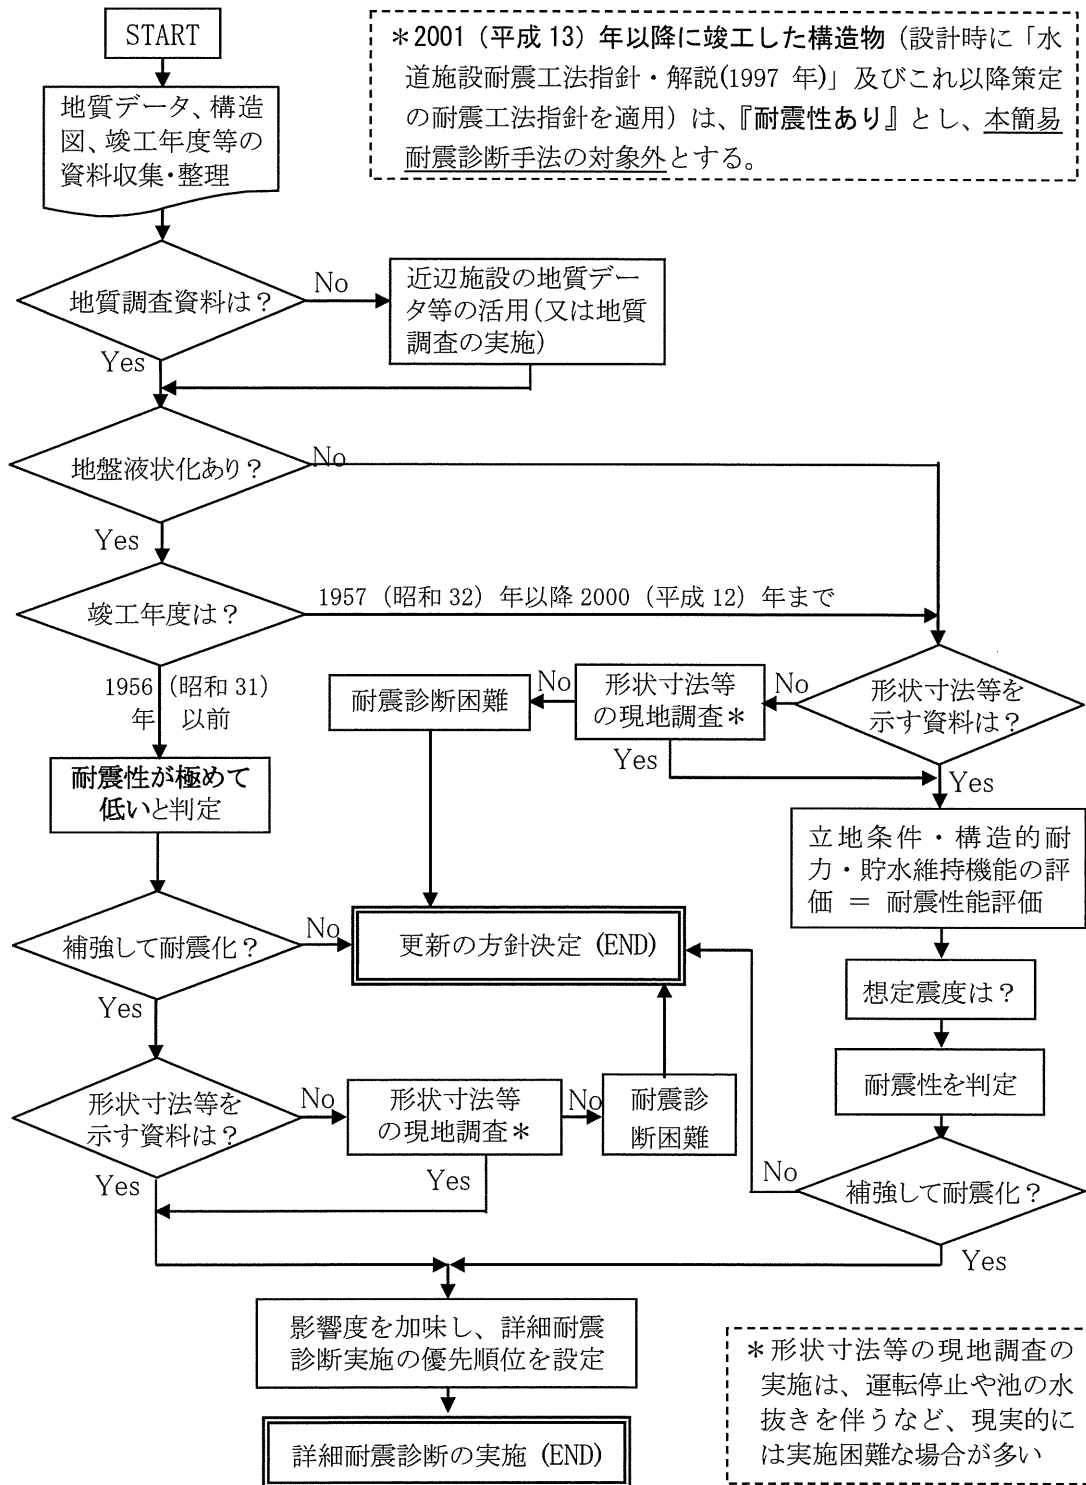 START
＊2001（平成 13）年以降に竣工した構造物（設計時に「水
道施設耐震工法指針・解説(1997 年)」及びこれ以降策定
の耐震工法指針を適用）は、『耐震性あり』とし、本簡易
耐震診断手法の対象外とする。
地質データ、構造
図、竣工年度等の
資料収集・整理
地質調査資料は？
No
近辺施設の地質デー
タ等の活用(又は地質
調査の実施)
Yes
地盤液状化あり？
No
Yes
竣工年度は？
1957（昭和 32）年以降 2000（平成 12）年まで
1956（昭和 31）
年　以前
耐震診断困難
No
形状寸法等
の現地調査＊
No
形状寸法等を
示す資料は？
Yes
Yes
耐震性が極めて
低いと判定
立地条件・構造的耐
力・貯水維持機能の評
価 ＝ 耐震性能評価
補強して耐震化？
No
更新の方針決定 (END)
Yes
想定震度は？
耐震性を判定
形状寸法等を
示す資料は？
No
形状寸法等
の現地調査＊
No
耐震診
断困難
Yes
Yes
No
補強して耐震化？
Yes
影響度を加味し、詳細耐震
診断実施の優先順位を設定
詳細耐震診断の実施 (END)
＊形状寸法等の現地調査の
実施は、運転停止や池の水
抜きを伴うなど、現実的に
は実施困難な場合が多い